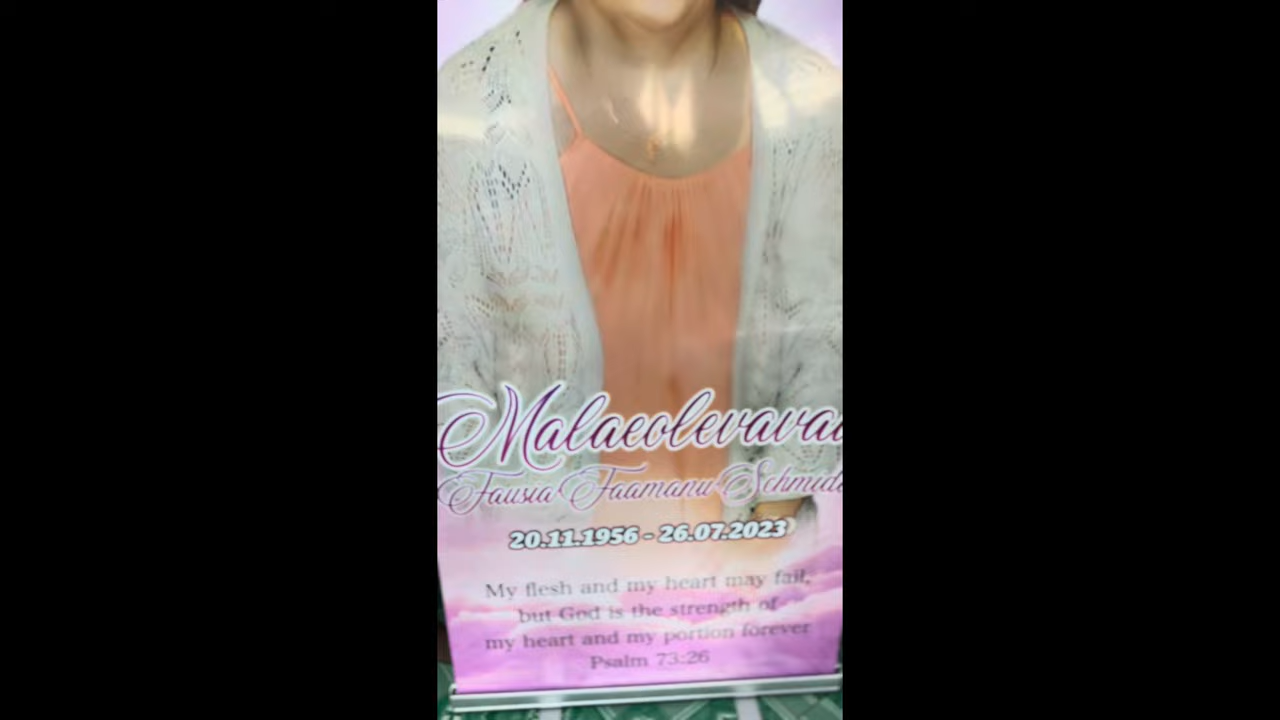 Malaeolevavau
Fausia Faamanu Schmidt
20.11.1956 - 26.07.2023
My flesh and my heart may fail,
but God is the strength of
my heart and my portion forever
Psalm 73:26